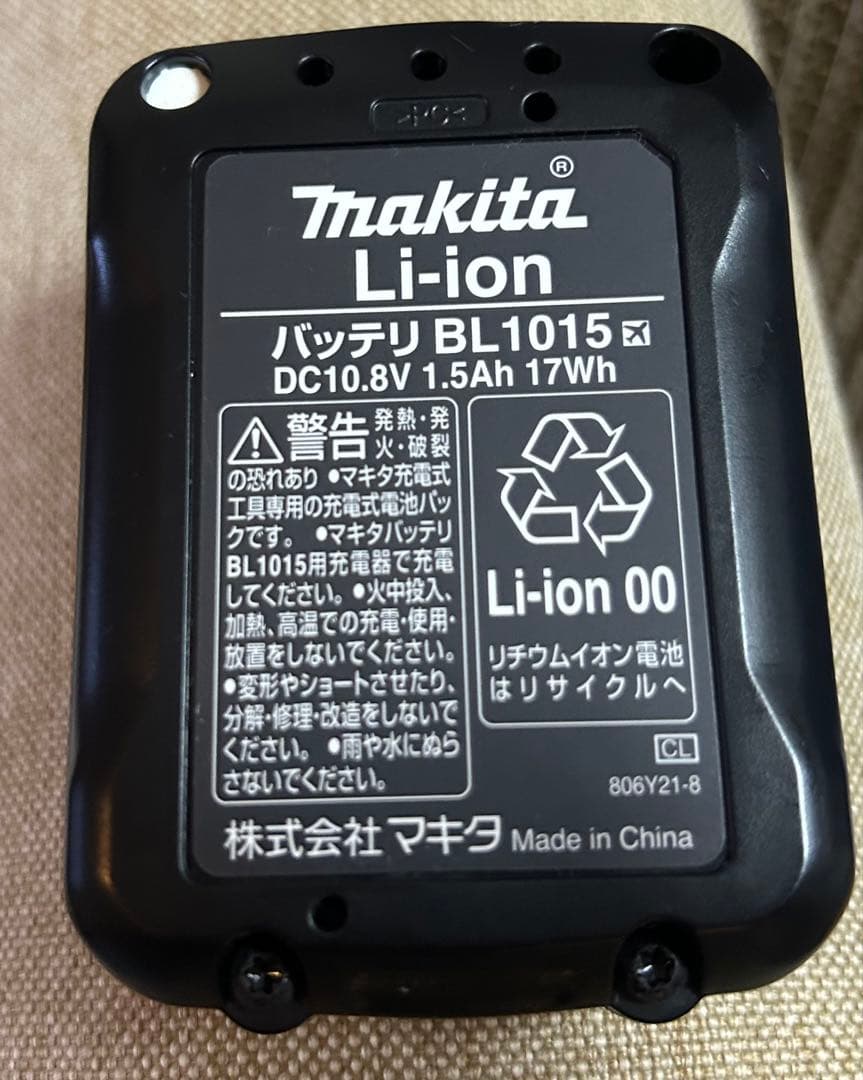 >PC<
makita®
Li-ion
バッテリ BL1015
DC10.8V 1.5Ah 17Wh
警告 発熱・発
火・破裂
の恐れあり ●マキタ充電式
工具専用の充電式電池パッ
クです。 ●マキタバッテリ
BL1015用充電器で充電
してください。●火中投入、
加熱、高温での充電・使用・
放置をしないでください。
●変形やショートさせたり、
分解・修理・改造をしないで
ください。 ●雨や水にぬら
さないでください。
Li-ion 00
リチウムイオン電池
はリサイクルへ
CL
806Y21-8
株式会社マキタ Made in China